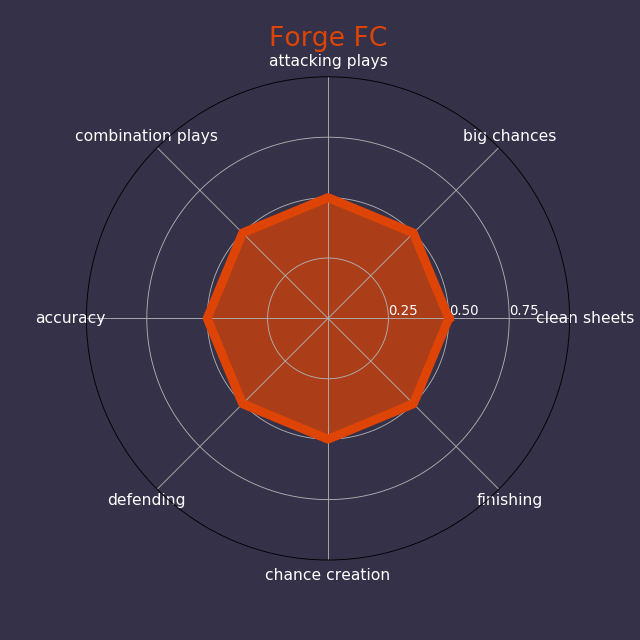 Forge FC
attacking plays
combination plays
big chances
accuracy
0.25
0.50
0.75
clean sheets
defending
finishing
chance creation